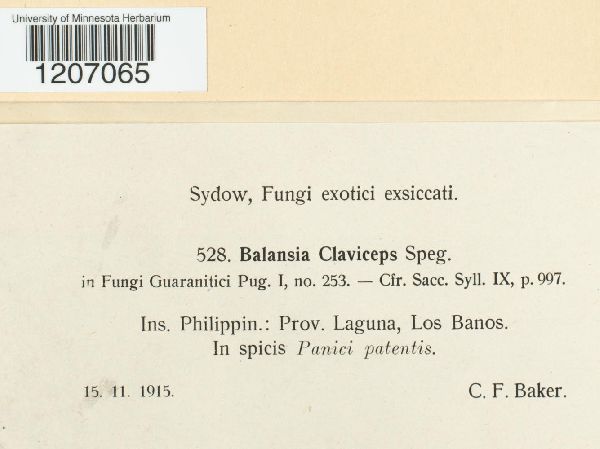 University of Minnesota Herbarium
1207065
Sydow, Fungi exotici exsiccati.
528. Balansia Claviceps Speg.
in Fungi Guaranitici Pug. I, no. 253. — Cfr. Sacc. Syll. IX, p. 997.
Ins. Philippin.: Prov. Laguna, Los Banos.
In spicis Panici patentis.
15. 11. 1915.
C. F. Baker.